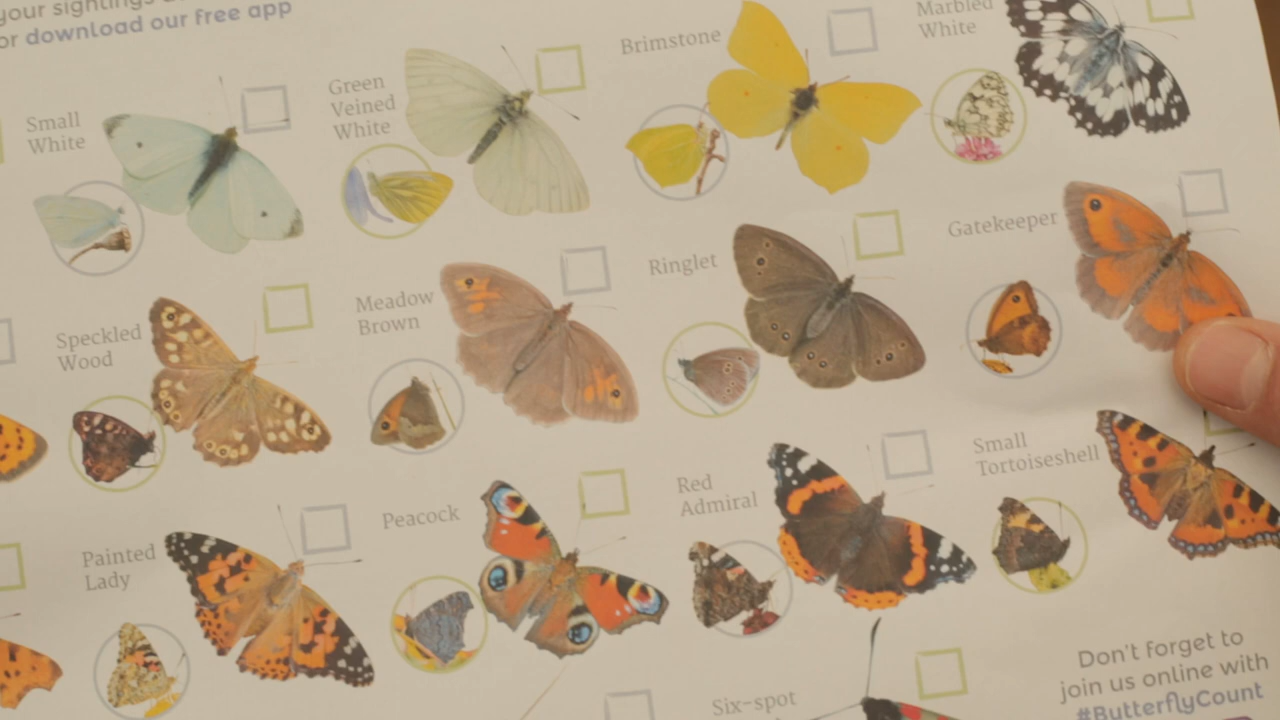 your sightings
or download our free app
Small
White
Green
Veined
White
Brimstone
Marbled
White
Speckled
Wood
Meadow
Brown
Ringlet
Gatekeeper
Painted
Lady
Peacock
Red
Admiral
Small
Tortoiseshell
Six-spot
Don't forget to
join us online with
#ButterflyCount